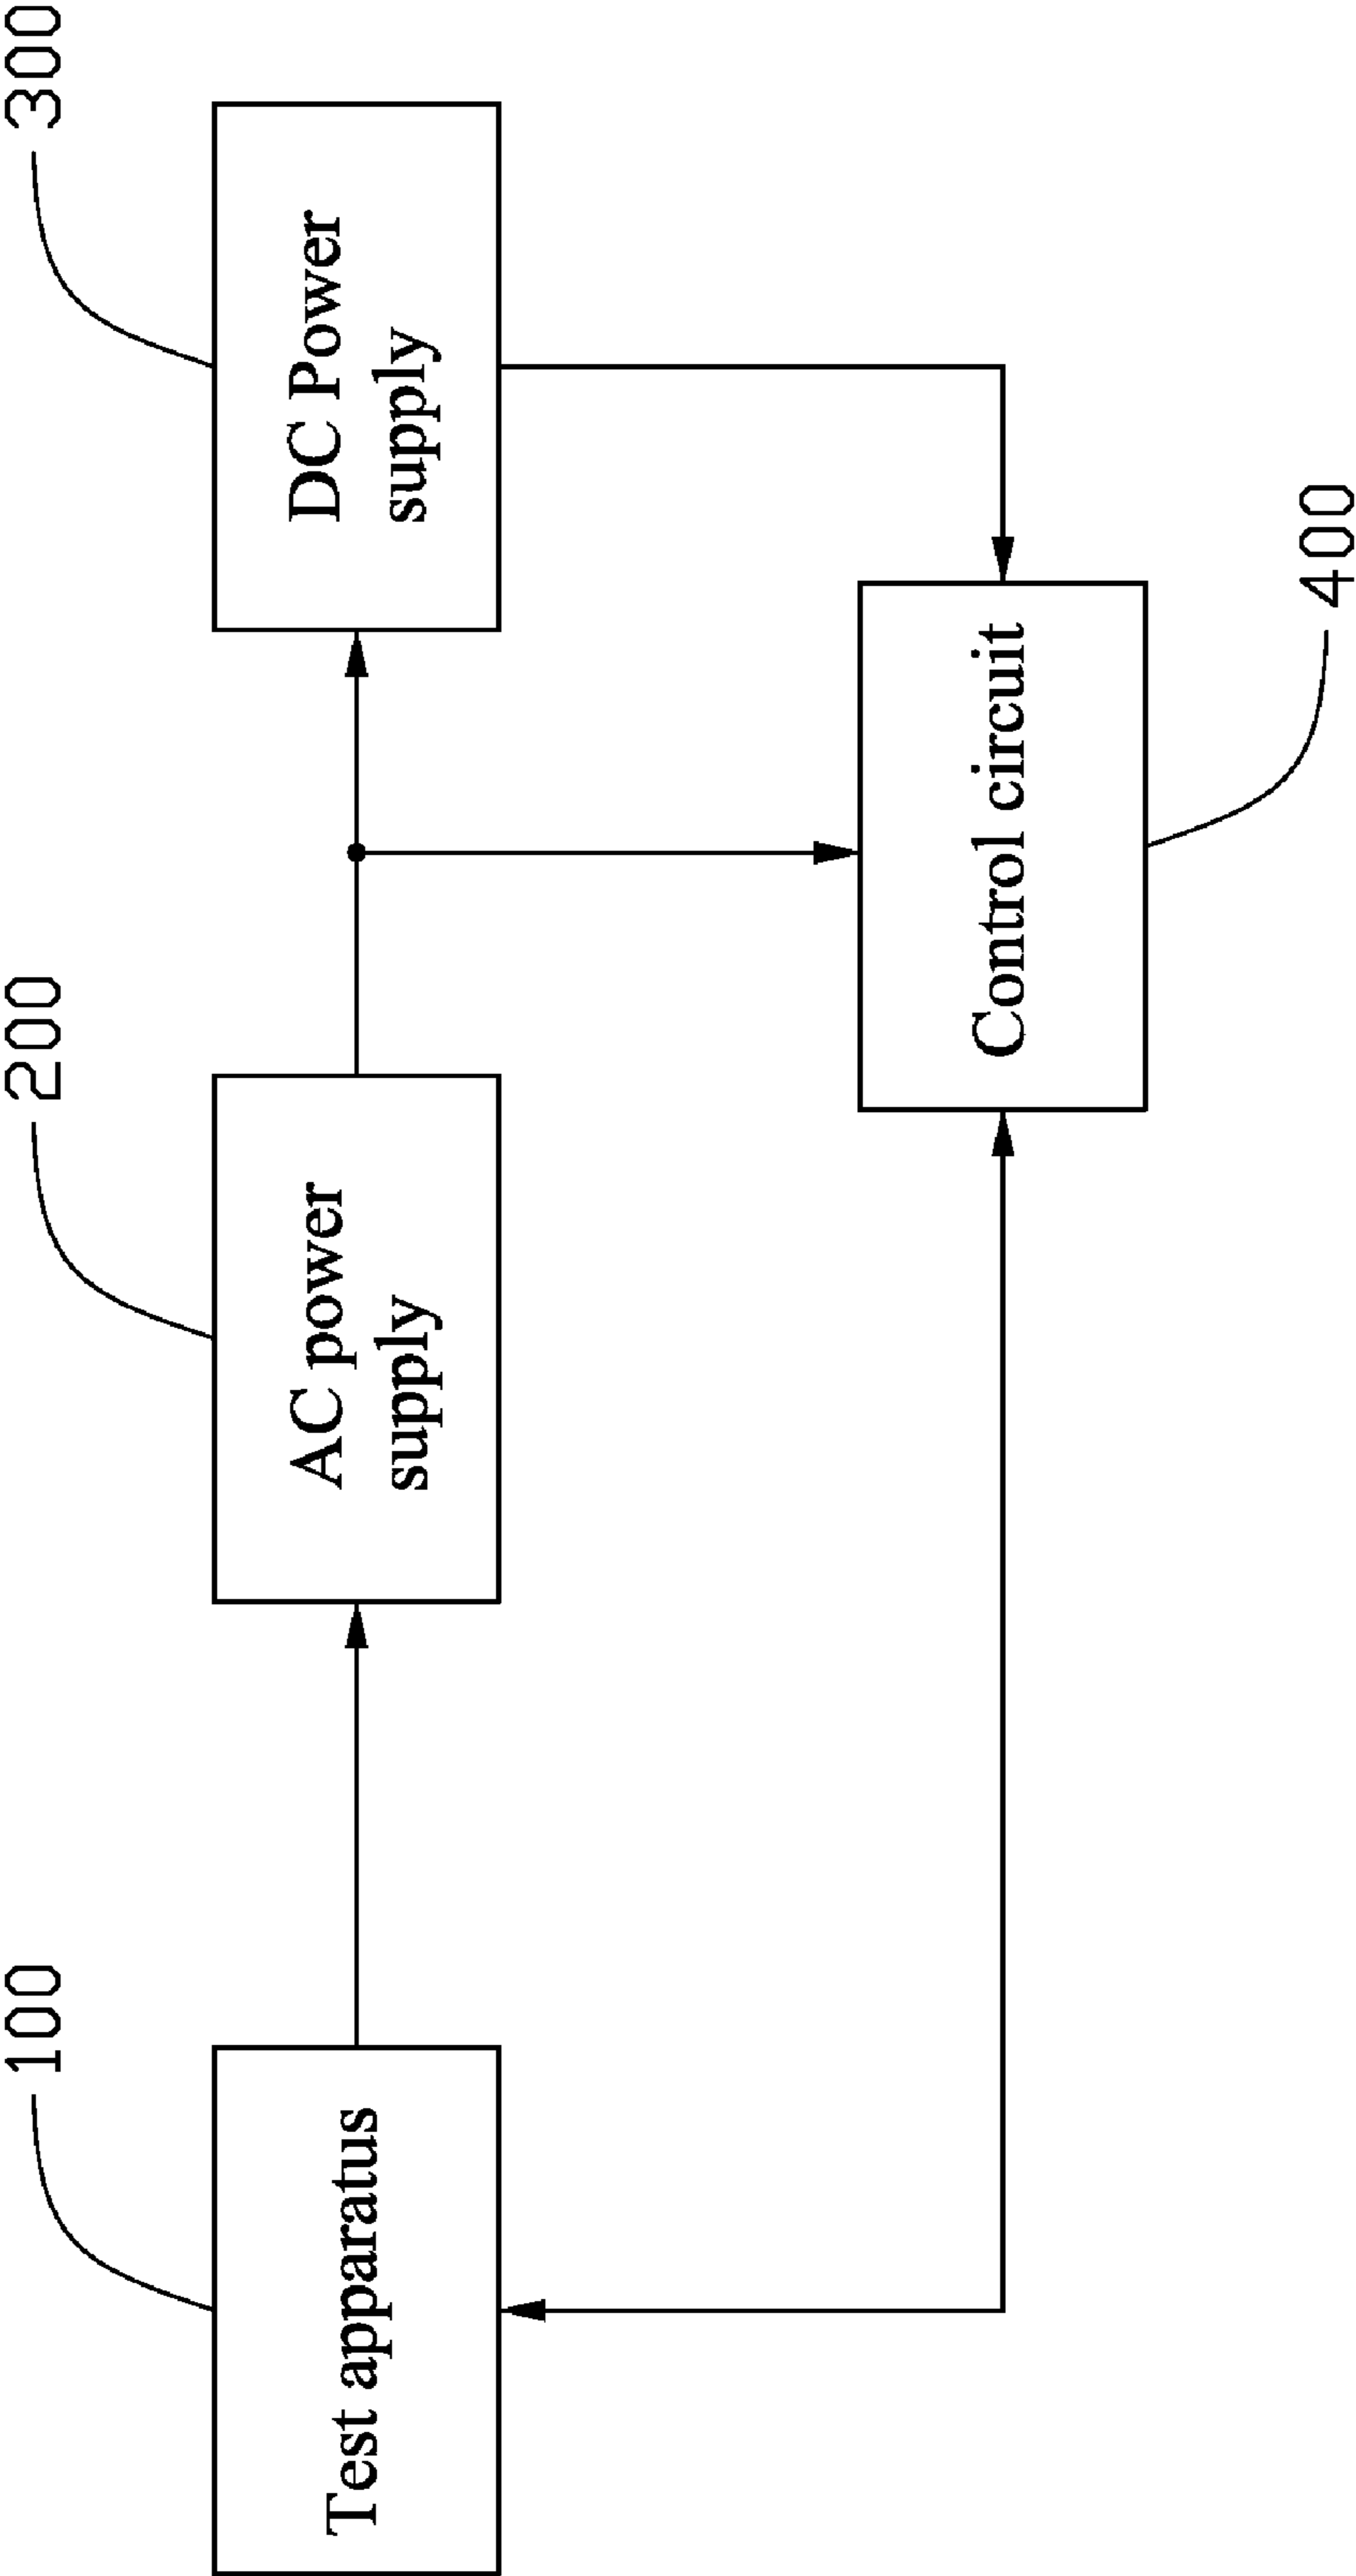 100
200
300
Test apparatus
AC power
supply
DC Power
supply
Control circuit
400